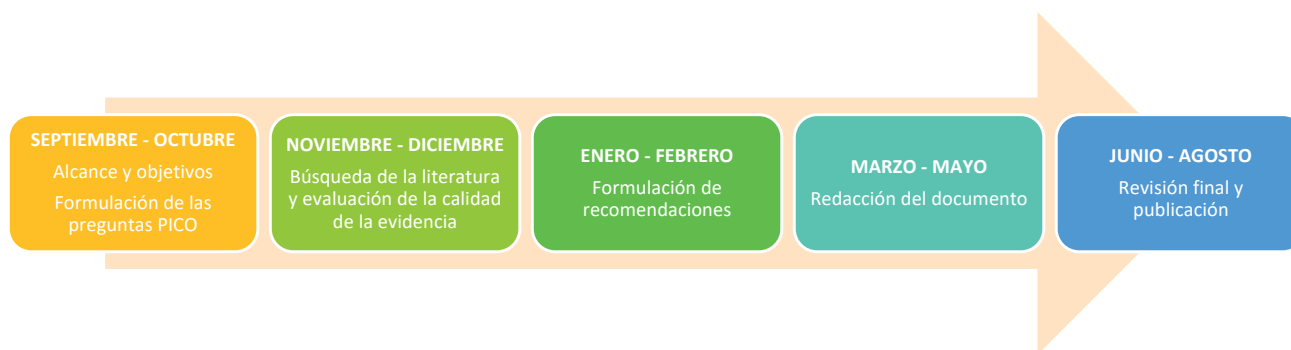 SEPTIEMBRE - OCTUBRE
Alcance y objetivos
Formulación de las
preguntas PICO
NOVIEMBRE - DICIEMBRE
Búsqueda de la literatura
y evaluación de la calidad
de la evidencia
ENERO - FEBRERO
Formulación de
recomendaciones
MARZO - MAYO
Redacción del documento
JUNIO - AGOSTO
Revisión final y
publicación